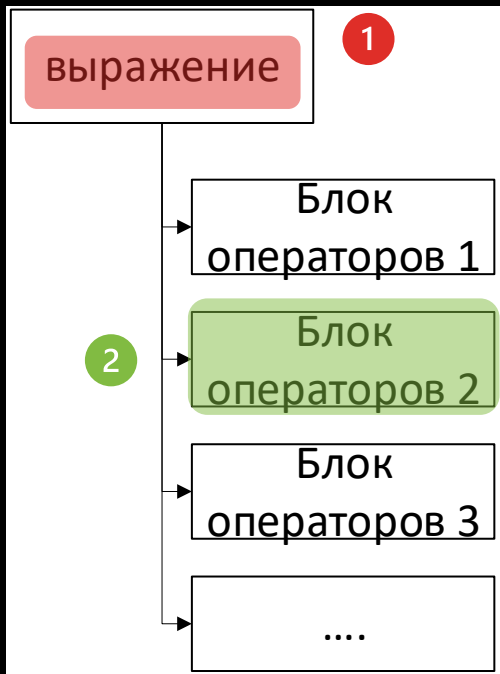 выражение
1
Блок
операторов 1
2
Блок
операторов 2
Блок
операторов 3
....